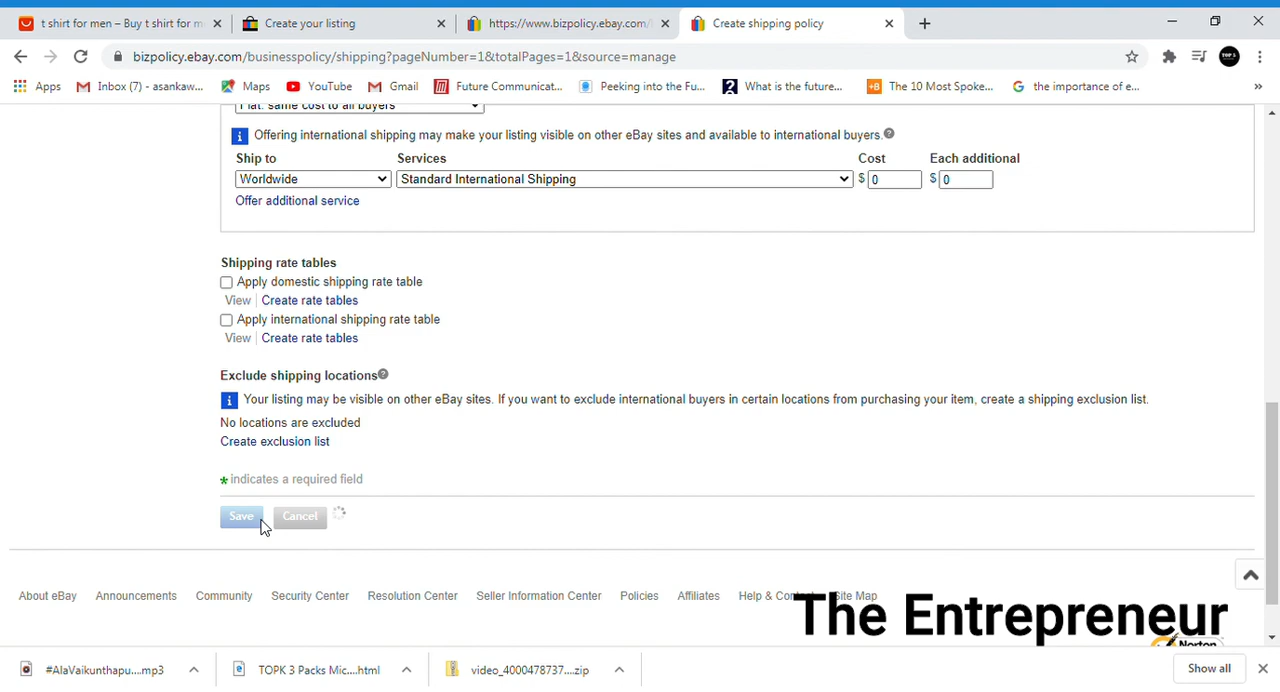 t shirt for men – Buy t shirt for m
Create your listing
https://www.bizpolicy.ebay.com/
Create shipping policy
bizpolicy.ebay.com/businesspolicy/shipping?pageNumber=1&totalPages=1&source=manage
Apps
Inbox (7) - asankaw...
Maps
YouTube
Gmail
Future Communicat...
Peeking into the Fu...
What is the future...
The 10 Most Spoke...
the importance of e...
Flat: same cost to all buyers
Offering international shipping may make your listing visible on other eBay sites and available to international buyers.
Ship to Services Cost Each additional
Worldwide Standard International Shipping $ 0 $ 0
Offer additional service
Shipping rate tables
Apply domestic shipping rate table
View | Create rate tables
Apply international shipping rate table
View | Create rate tables
Exclude shipping locations
Your listing may be visible on other eBay sites. If you want to exclude international buyers in certain locations from purchasing your item, create a shipping exclusion list.
No locations are excluded
Create exclusion list
* indicates a required field
Save Cancel
About eBay Announcements Community Security Center Resolution Center Seller Information Center Policies Affiliates Help & Site Map
The Entrepreneur
Norton
#AlaVaikunthapu....mp3
TOPK 3 Packs Mic....html
video_4000478737....zip
Show all